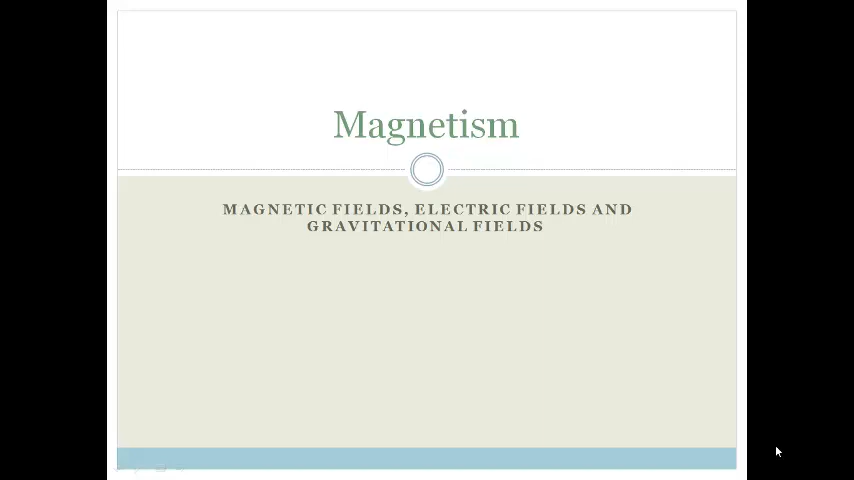 Magnetism
MAGNETIC FIELDS, ELECTRIC FIELDS AND
GRAVITATIONAL FIELDS